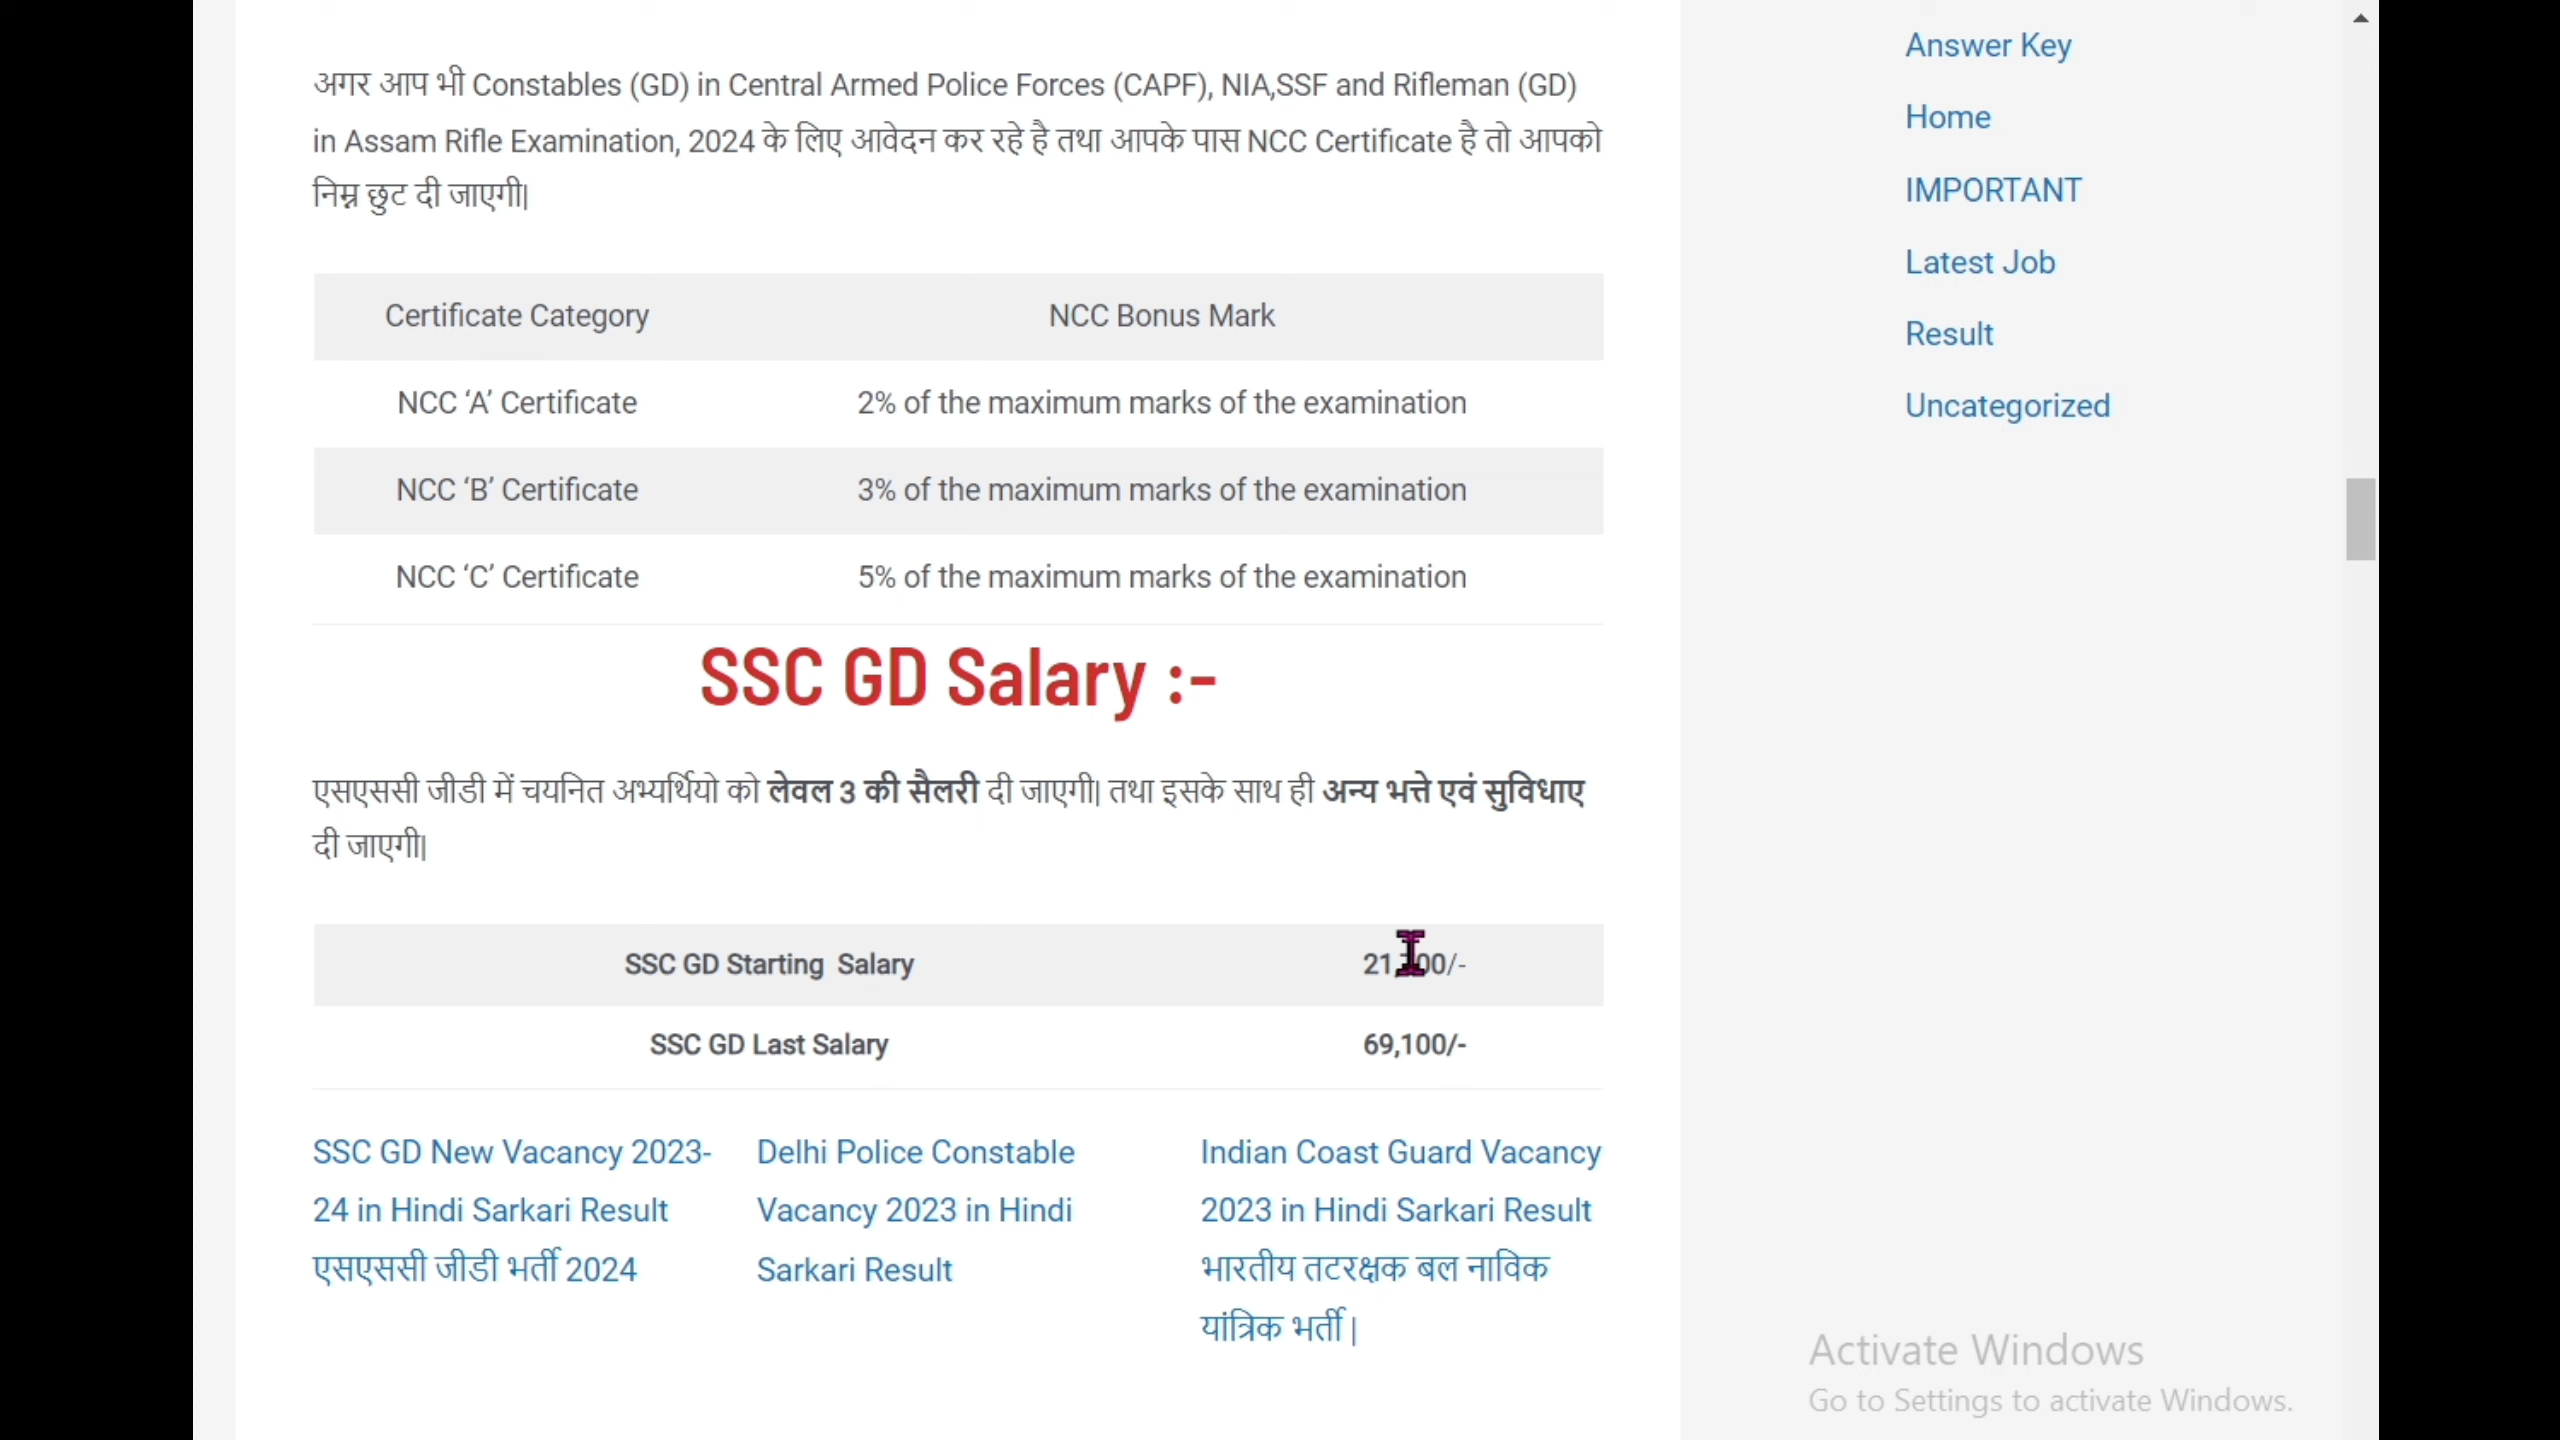 अगर आप भी Constables (GD) in Central Armed Police Forces (CAPF), NIA,SSF and Rifleman (GD)
in Assam Rifle Examination, 2024 के लिए आवेदन कर रहे है तथा आपके पास NCC Certificate है तो आपको
निम्न छुट दी जाएगी|
Certificate Category NCC Bonus Mark
NCC ‘A’ Certificate 2% of the maximum marks of the examination
NCC ‘B’ Certificate 3% of the maximum marks of the examination
NCC ‘C’ Certificate 5% of the maximum marks of the examination
SSC GD Salary :-
एसएससी जीडी में चयनित अभ्यर्थियो को लेवल 3 की सैलरी दी जाएगी| तथा इसके साथ ही अन्य भत्ते एवं सुविधाए
दी जाएगी|
SSC GD Starting Salary
SSC GD Last Salary 69,100/-
SSC GD New Vacancy 2023-
24 in Hindi Sarkari Result
एसएससी जीडी भर्ती 2024
Delhi Police Constable
Vacancy 2023 in Hindi
Sarkari Result
Indian Coast Guard Vacancy
2023 in Hindi Sarkari Result
भारतीय तटरक्षक बल नाविक
यांत्रिक भर्ती |
Answer Key
Home
IMPORTANT
Latest Job
Result
Uncategorized
Activate Windows
Go to Settings to activate Windows.